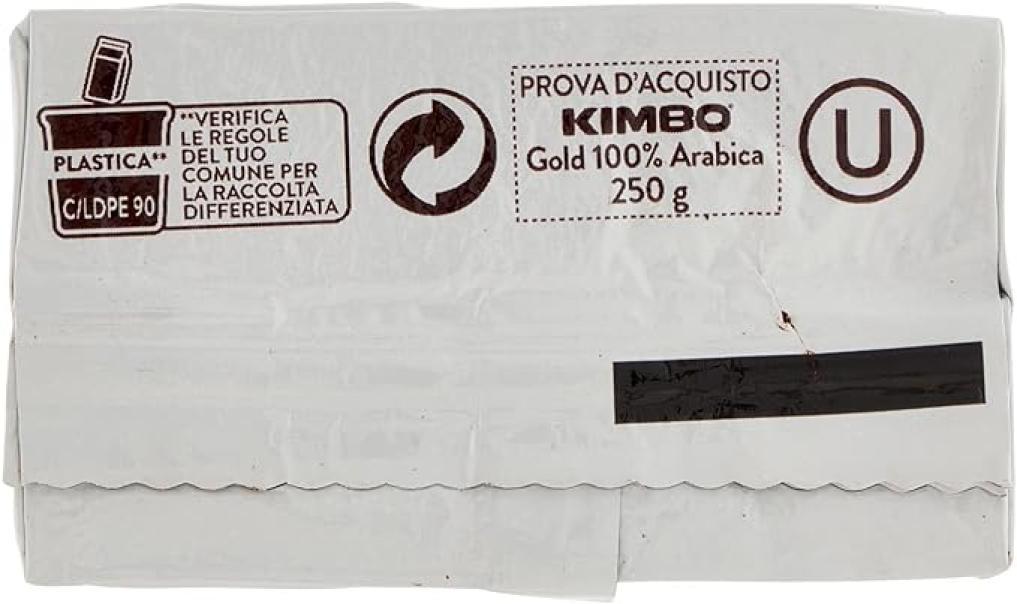 PLASTICA**
C/LDPE 90
**VERIFICA
LE REGOLE
DEL TUO
COMUNE PER
LA RACCOLTA
DIFFERENZIATA
PROVA D'ACQUISTO
KIMBO®
Gold 100% Arabica
250 g
U